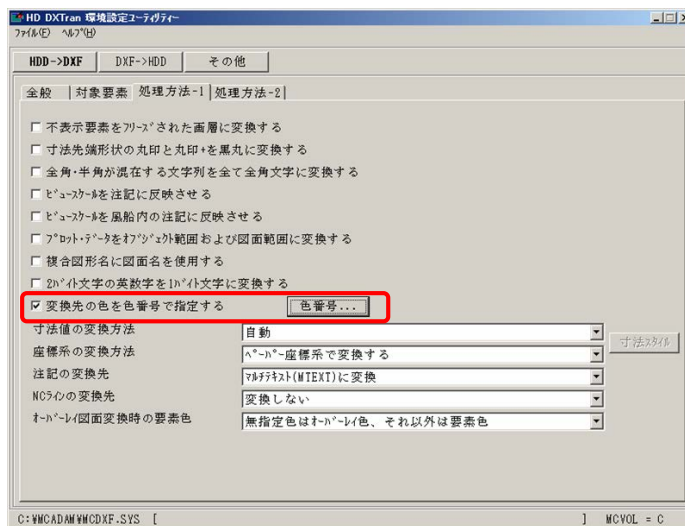 HD DXTran 環境設定ユーティリティー
ファイル(F) ヘルプ(H)
HDD->DXF DXF->HDD その他
全般 対象要素 処理方法-1 処理方法-2
不表示要素をフリーズされた画層に変換する
寸法先端形状の丸印と丸印+を黒丸に変換する
全角・半角が混在する文字列を全て全角文字に変換する
ビュースケールを注記に反映させる
ビュースケールを風船内の注記に反映させる
プロット・データをオブジェクト範囲および図面範囲に変換する
複合図形名に図面名を使用する
2バイト文字の英数字を1バイト文字に変換する
変換先の色を色番号で指定する 色番号...
寸法値の変換方法 自動 寸法スタイル
座標系の変換方法 ペーパー座標系で変換する
注記の変換先 マルチテキスト(MTEXT)に変換
NCラインの変換先 変換しない
オーバーレイ図面変換時の要素色 無指定色はオーバーレイ色、それ以外は要素色
C:¥MCADAM¥MCDXF.SYS [ ] MCVOL = C